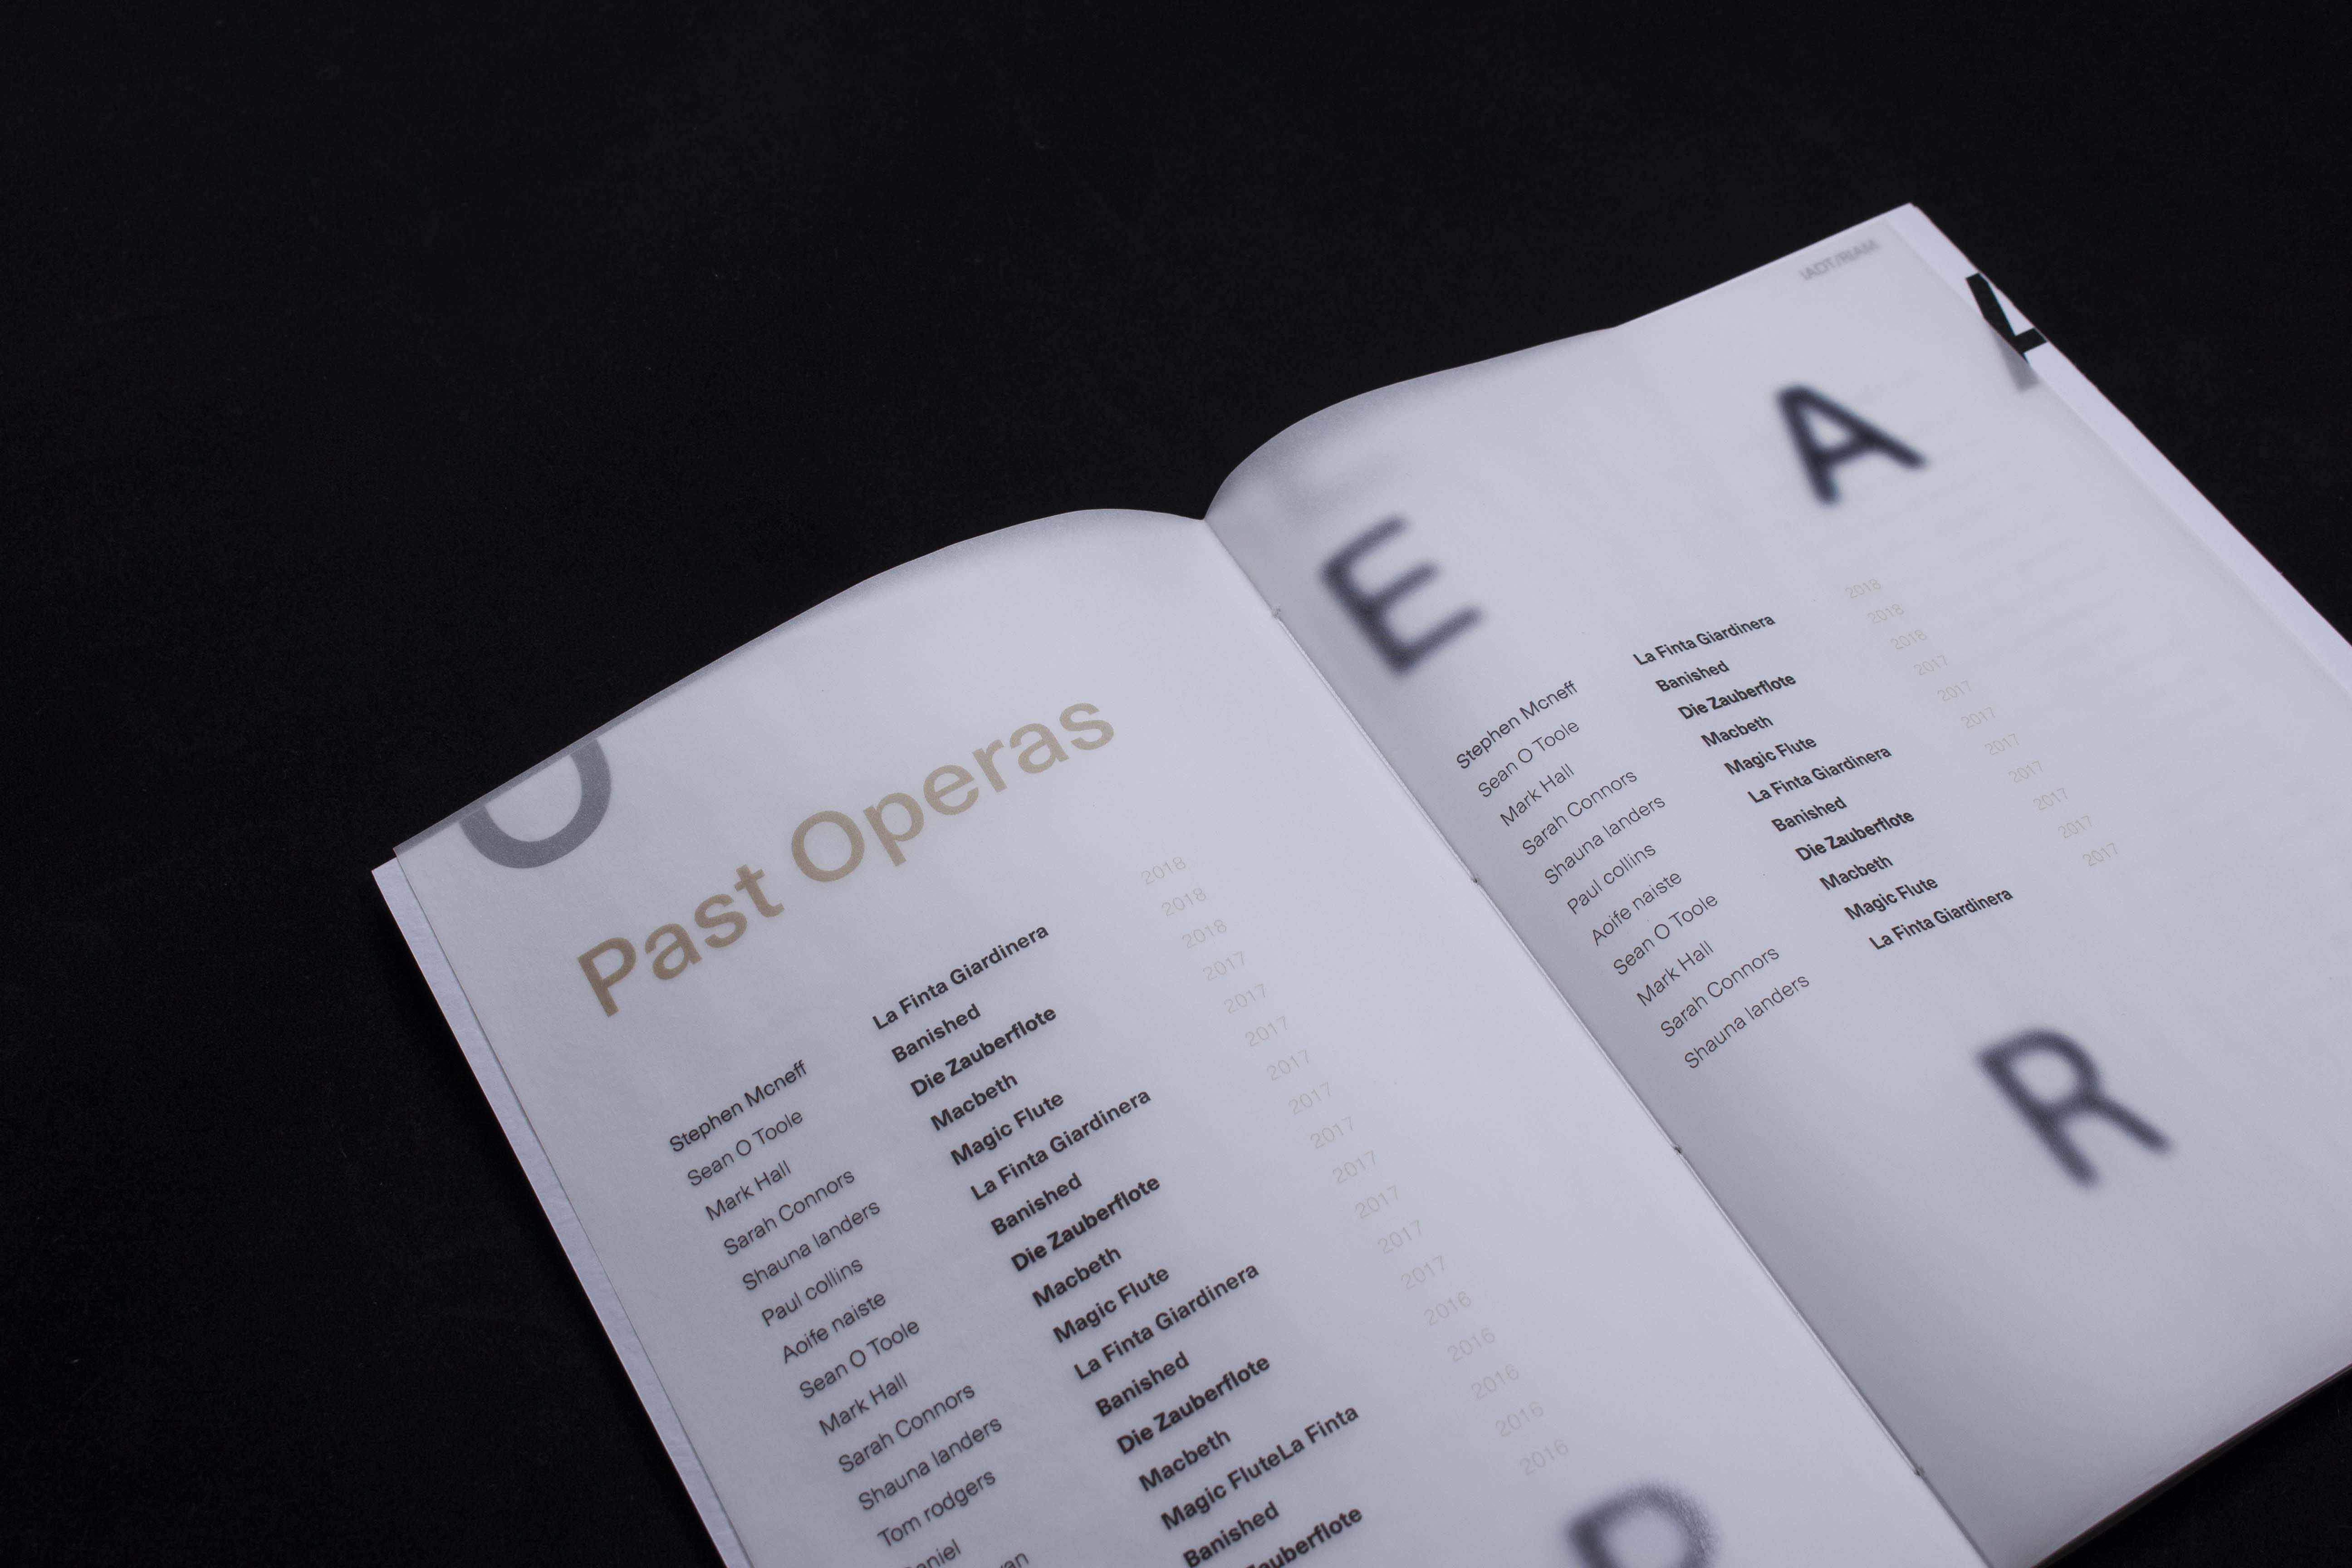 O
Past Operas
Stephen Mcneff La Finta Giardinera 2018
Sean O Toole Banished 2018
Mark Hall Die Zauberflote 2018
Sarah Connors Macbeth 2017
Shauna landers Magic Flute 2017
Paul collins La Finta Giardinera 2017
Aoife naiste Banished 2017
Sean O Toole Die Zauberflote 2017
Mark Hall Macbeth 2017
Sarah Connors Magic Flute 2017
Shauna landers La Finta Giardinera 2017
Tom rodgers Banished 2017
Die Zauberflote 2017
Macbeth 2016
Magic FluteLa Finta 2016
Banished 2016
2016
2016
IADT/RIAM
E
A
Stephen Mcneff La Finta Giardinera 2018
Sean O Toole Banished 2018
Mark Hall Die Zauberflote 2018
Sarah Connors Macbeth 2017
Shauna landers Magic Flute 2017
Paul collins La Finta Giardinera 2017
Aoife naiste Banished 2017
Sean O Toole Die Zauberflote 2017
Mark Hall Macbeth 2017
Sarah Connors Magic Flute 2017
Shauna landers La Finta Giardinera 2017
R